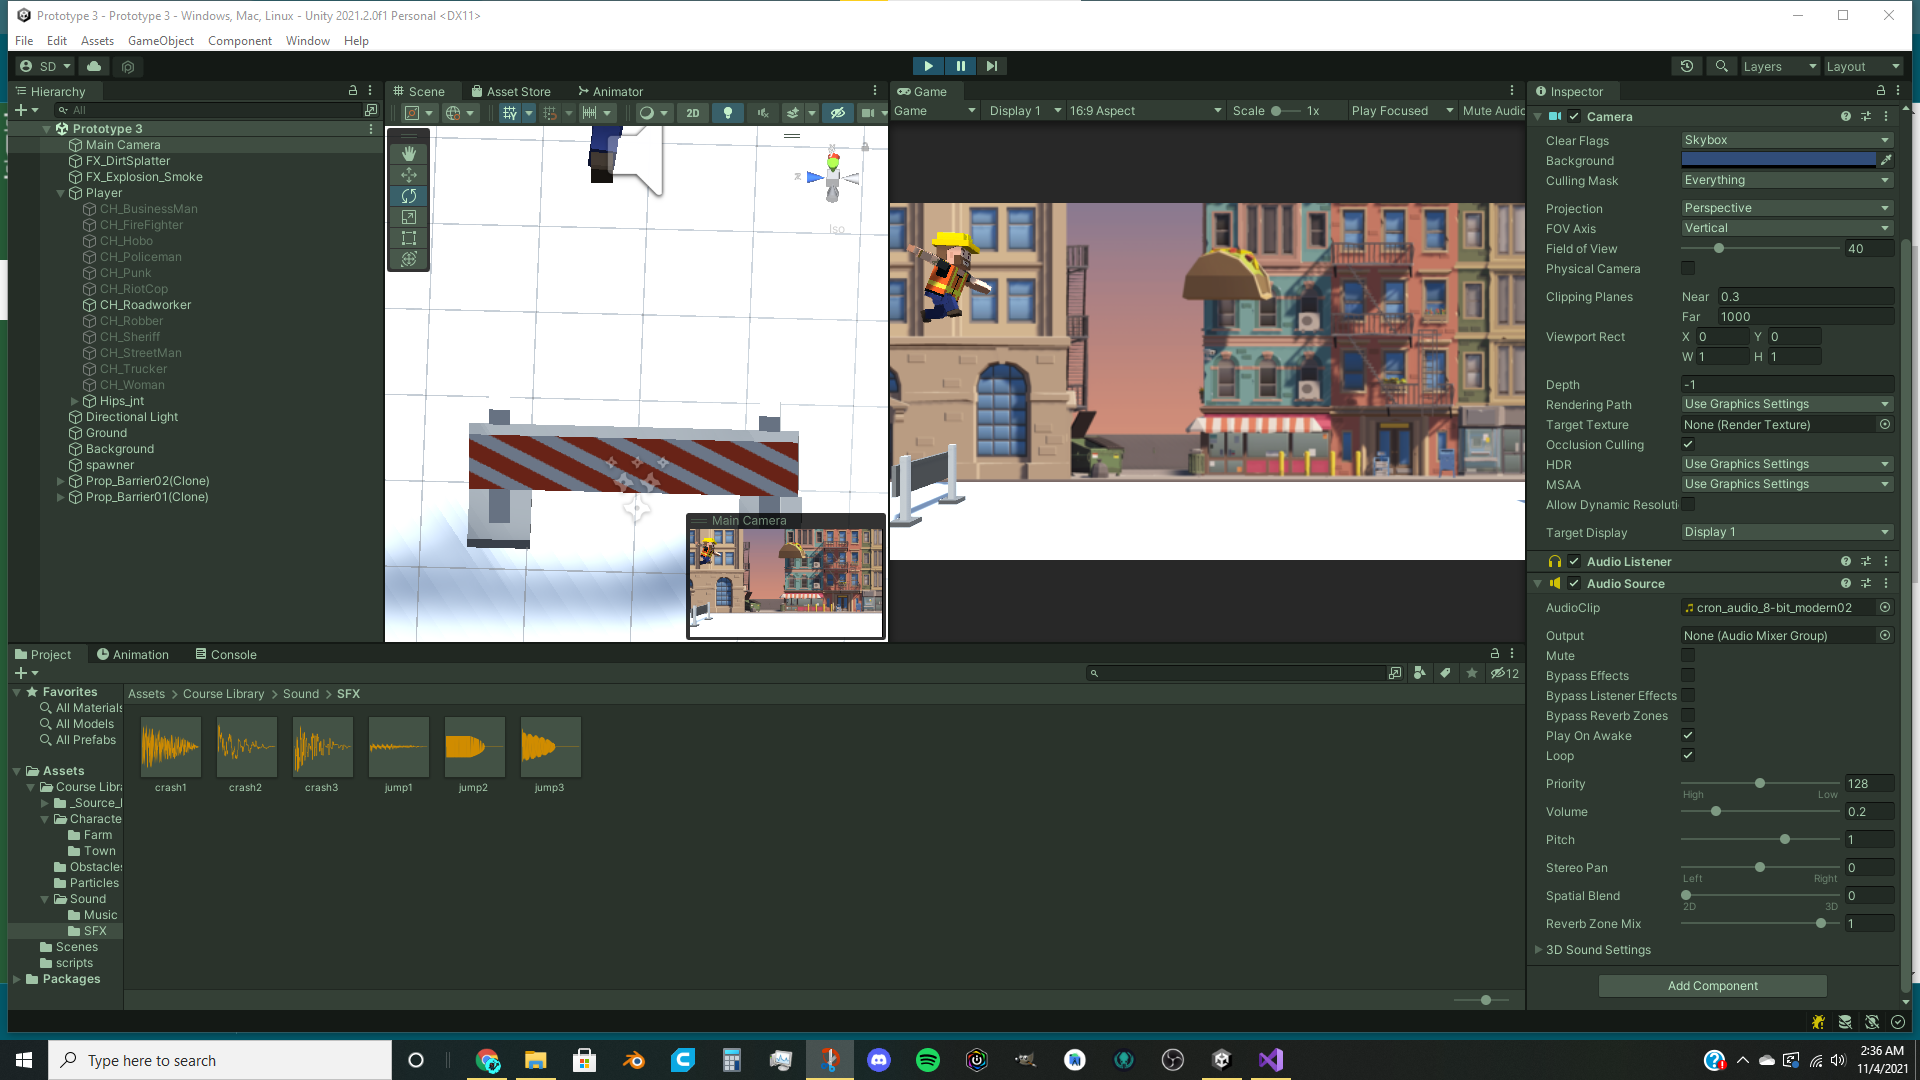 Prototype 3 - Prototype 3 - Windows, Mac, Linux - Unity 2021.2.0f1 Personal <DX11>
File Edit Assets GameObject Component Window Help
SD Layers Layout
Hierarchy
All
Prototype 3
Main Camera
FX_DirtSplatter
FX_Explosion_Smoke
Player
CH_BusinessMan
CH_FireFighter
CH_Hobo
CH_Policeman
CH_Punk
CH_RiotCop
CH_Roadworker
CH_Robber
CH_Sheriff
CH_StreetMan
CH_Trucker
CH_Woman
Hips_jnt
Directional Light
Ground
Background
spawner
Prop_Barrier02(Clone)
Prop_Barrier01(Clone)
Scene Asset Store Animator
2D
Iso
Main Camera
Game
Game Display 1 16:9 Aspect Scale 1x Play Focused Mute Audic
Inspector
Camera
Clear Flags Skybox
Background
Culling Mask Everything
Projection Perspective
FOV Axis Vertical
Field of View 40
Physical Camera
Clipping Planes Near 0.3
Far 1000
Viewport Rect X 0 Y 0
W 1 H 1
Depth -1
Rendering Path Use Graphics Settings
Target Texture None (Render Texture)
Occlusion Culling
HDR Use Graphics Settings
MSAA Use Graphics Settings
Allow Dynamic Resoluti
Target Display Display 1
Audio Listener
Audio Source
AudioClip cron_audio_8-bit_modern02
Output None (Audio Mixer Group)
Mute
Bypass Effects
Bypass Listener Effects
Bypass Reverb Zones
Play On Awake
Loop
Priority 128
High Low
Volume 0.2
Pitch 1
Stereo Pan 0
Left Right
Spatial Blend 0
2D 3D
Reverb Zone Mix 1
3D Sound Settings
Add Component
Project Animation Console
12
Favorites
All Materials
All Models
All Prefabs
Assets
Course Libra
_Source_
Characte
Farm
Town
Obstacles
Particles
Sound
Music
SFX
Scenes
scripts
Packages
Assets > Course Library > Sound > SFX
crash1 crash2 crash3 jump1 jump2 jump3
Type here to search
2:36 AM
11/4/2021